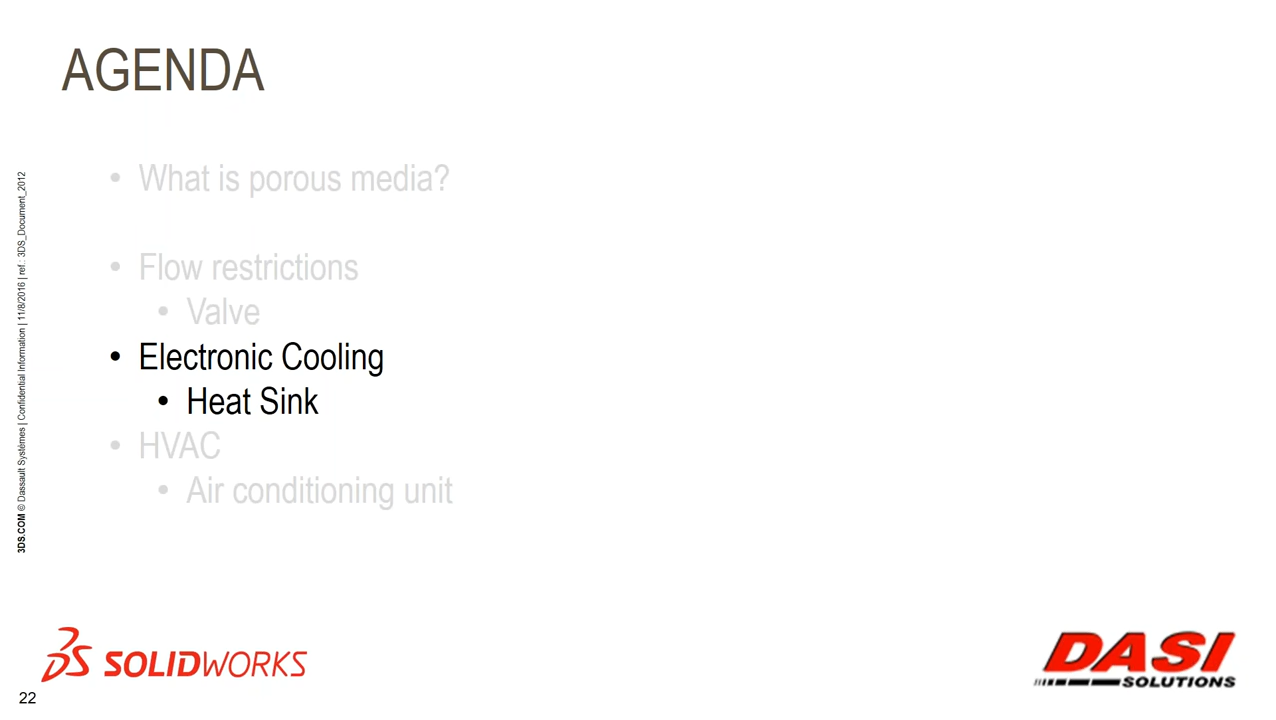 AGENDA
• What is porous media?
• Flow restrictions
• Valve
• Electronic Cooling
• Heat Sink
• HVAC
• Air conditioning unit
3DS.COM © Dassault Systèmes | Confidential Information | 11/8/2016 | ref.: 3DS_Document_2012
3DS SOLIDWORKS
DASI
SOLUTIONS
22